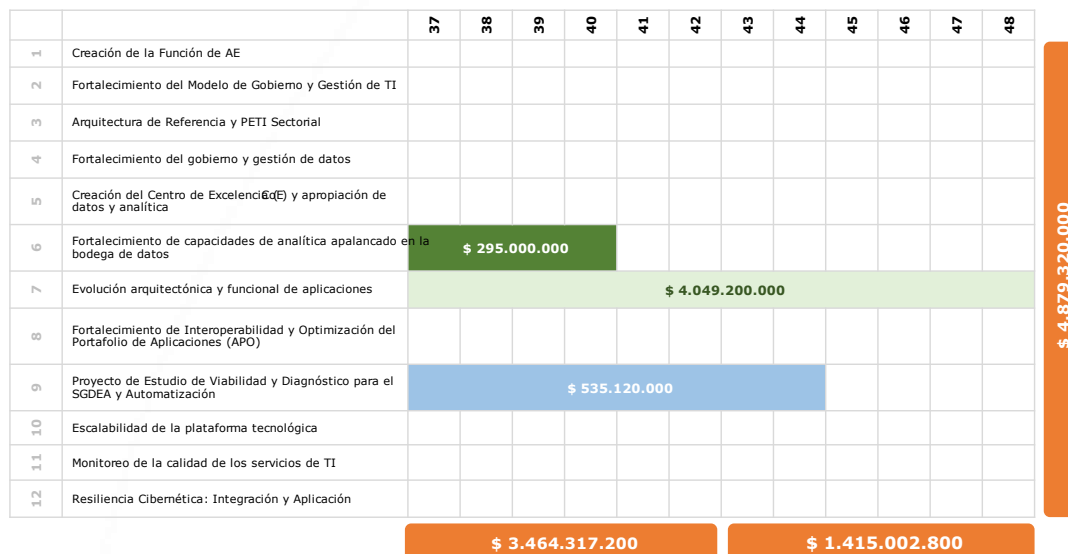 37 38 39 40 41 42 43 44 45 46 47 48
1 Creación de la Función de AE
2 Fortalecimiento del Modelo de Gobierno y Gestión de TI
3 Arquitectura de Referencia y PETI Sectorial
4 Fortalecimiento del gobierno y gestión de datos
5 Creación del Centro de Excelencia (CoE) y apropiación de
datos y analítica
6 Fortalecimiento de capacidades de analítica apalancado en la
bodega de datos
$ 295.000.000
7 Evolución arquitectónica y funcional de aplicaciones
$ 4.049.200.000
8 Fortalecimiento de Interoperabilidad y Optimización del
Portafolio de Aplicaciones (APO)
9 Proyecto de Estudio de Viabilidad y Diagnóstico para el
SGDEA y Automatización
$ 535.120.000
10 Escalabilidad de la plataforma tecnológica
11 Monitoreo de la calidad de los servicios de TI
12 Resiliencia Cibernética: Integración y Aplicación
$ 4.879.320.000
$ 3.464.317.200
$ 1.415.002.800